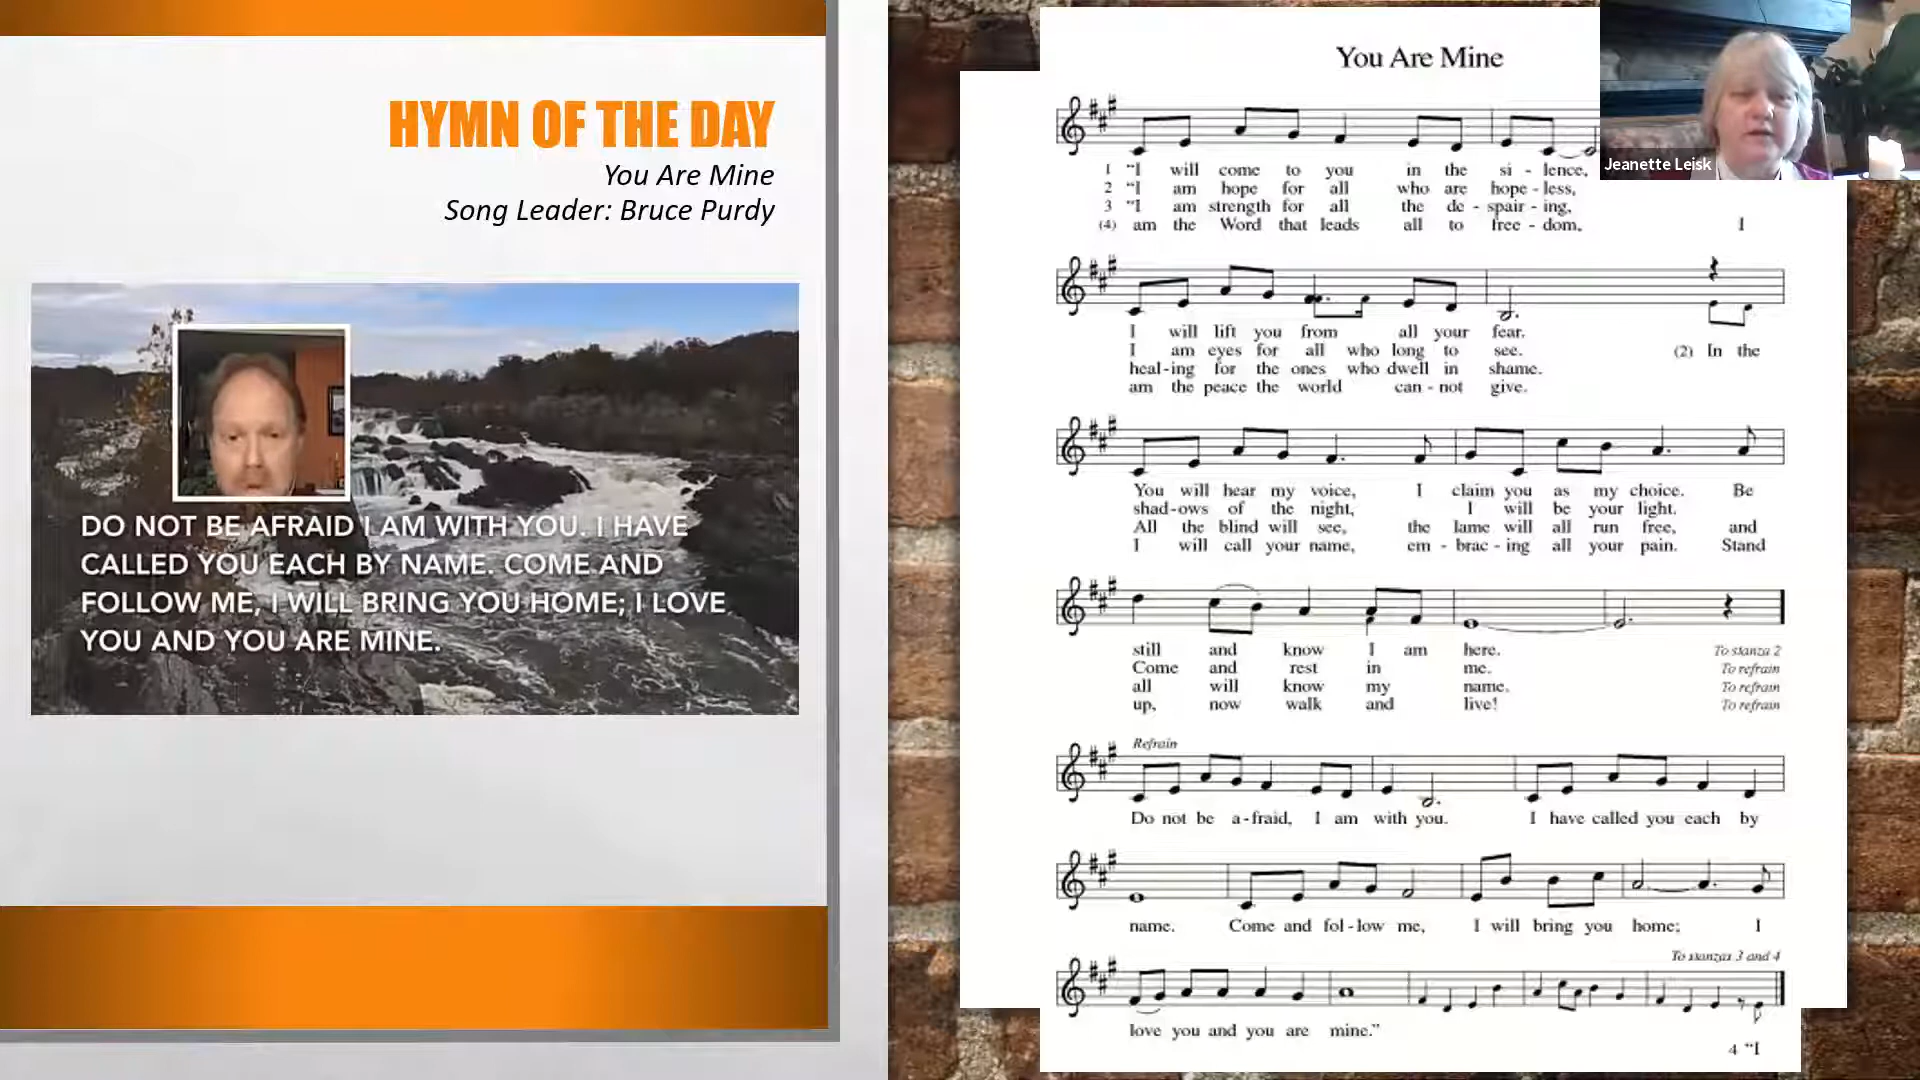 HYMN OF THE DAY
You Are Mine
Song Leader: Bruce Purdy
DO NOT BE AFRAID I AM WITH YOU. I HAVE
CALLED YOU EACH BY NAME. COME AND
FOLLOW ME, I WILL BRING YOU HOME; I LOVE
YOU AND YOU ARE MINE.
You Are Mine
Jeanette Leisk
1 “I will come to you in the si - lence,
2 “I am hope for all who are hope - less,
3 “I am strength for all the de - spair - ing,
(4) am the Word that leads all to free - dom, I
I will lift you from all your fear.
I am eyes for all who long to see. (2) In the
heal - ing for the ones who dwell in shame.
am the peace the world can - not give.
You will hear my voice, I claim you as my choice. Be
shad - ows of the night, I will be your light.
All the blind will see, the lame will all run free, and
I will call your name, em - brac - ing all your pain. Stand
still and know I am here. To stanza 2
Come and rest in me. To refrain
all will know my name. To refrain
up, now walk and live! To refrain
Refrain
Do not be a - fraid, I am with you. I have called you each by
name. Come and fol - low me, I will bring you home; I
To stanzas 3 and 4
love you and you are mine.”
4 “I